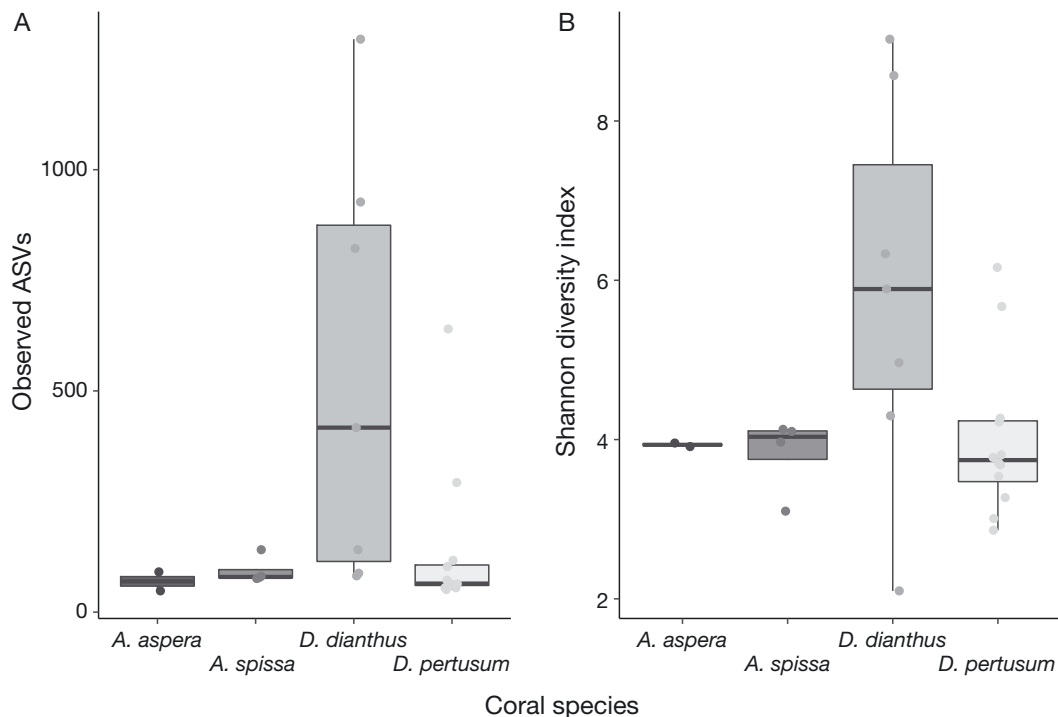 A
Observed ASVs
1000
500
0
A. aspera
D. dianthus
A. spissa
D. pertusum
B
Shannon diversity index
8
6
4
2
A. aspera
D. dianthus
A. spissa
D. pertusum
Coral species